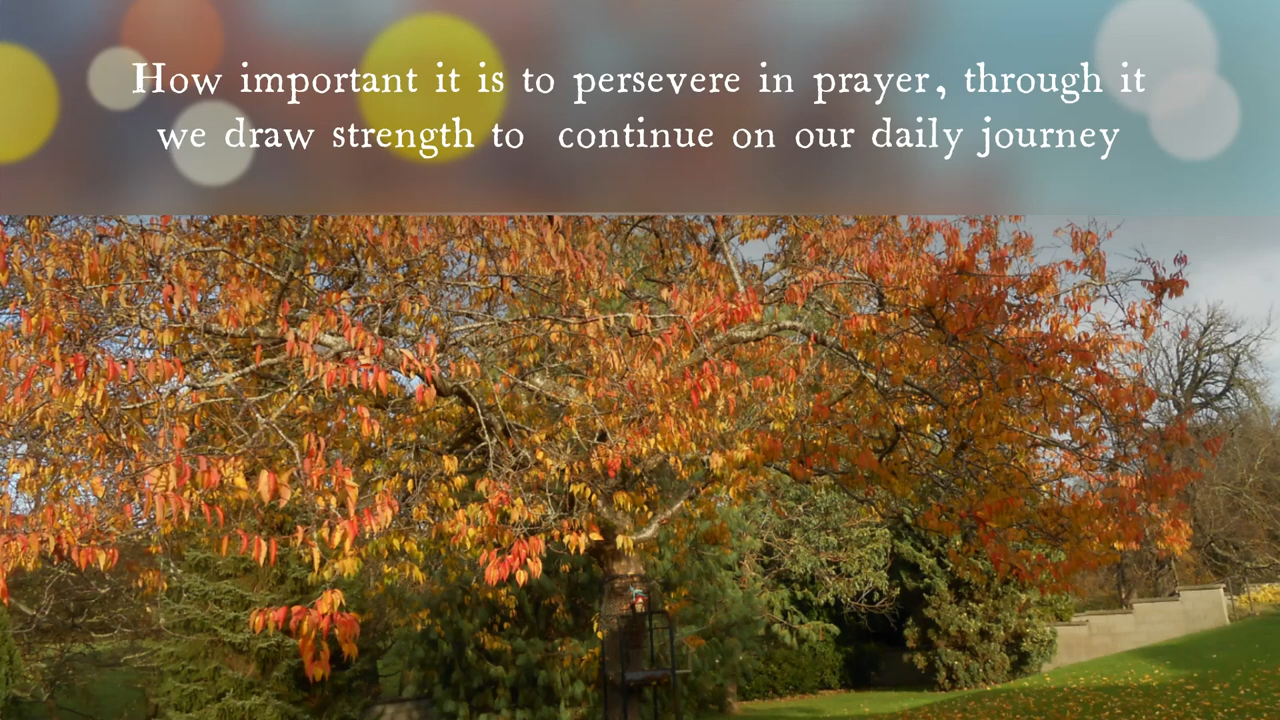 How important it is to persevere in prayer, through it
we draw strength to  continue on our daily journey